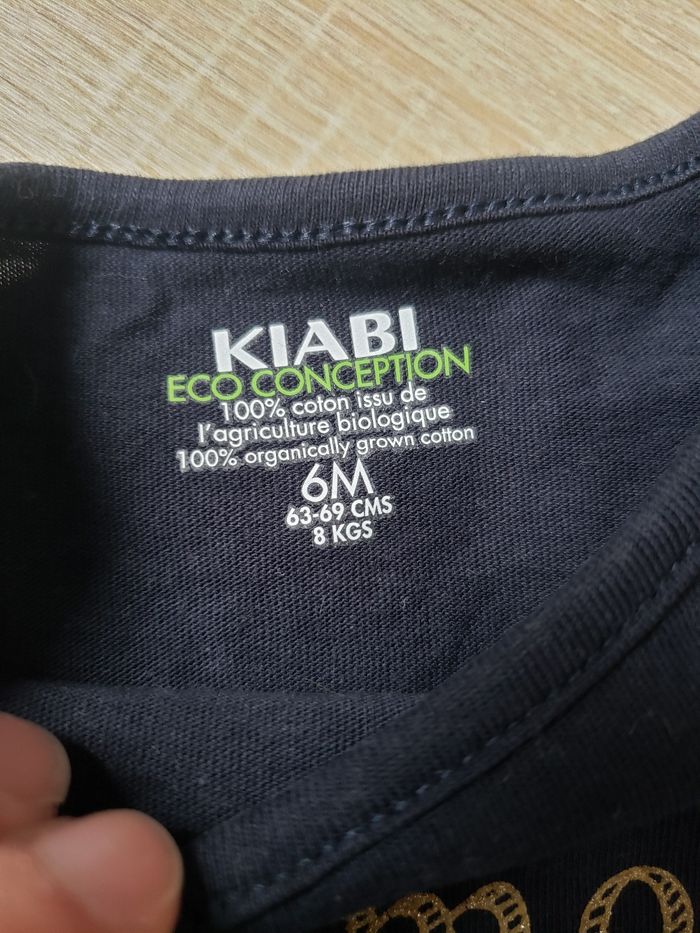 KIABI
ECO CONCEPTION
100% coton issu de
l'agriculture biologique
100% organically grown cotton
6M
63-69 CMS
8 KGS
mo